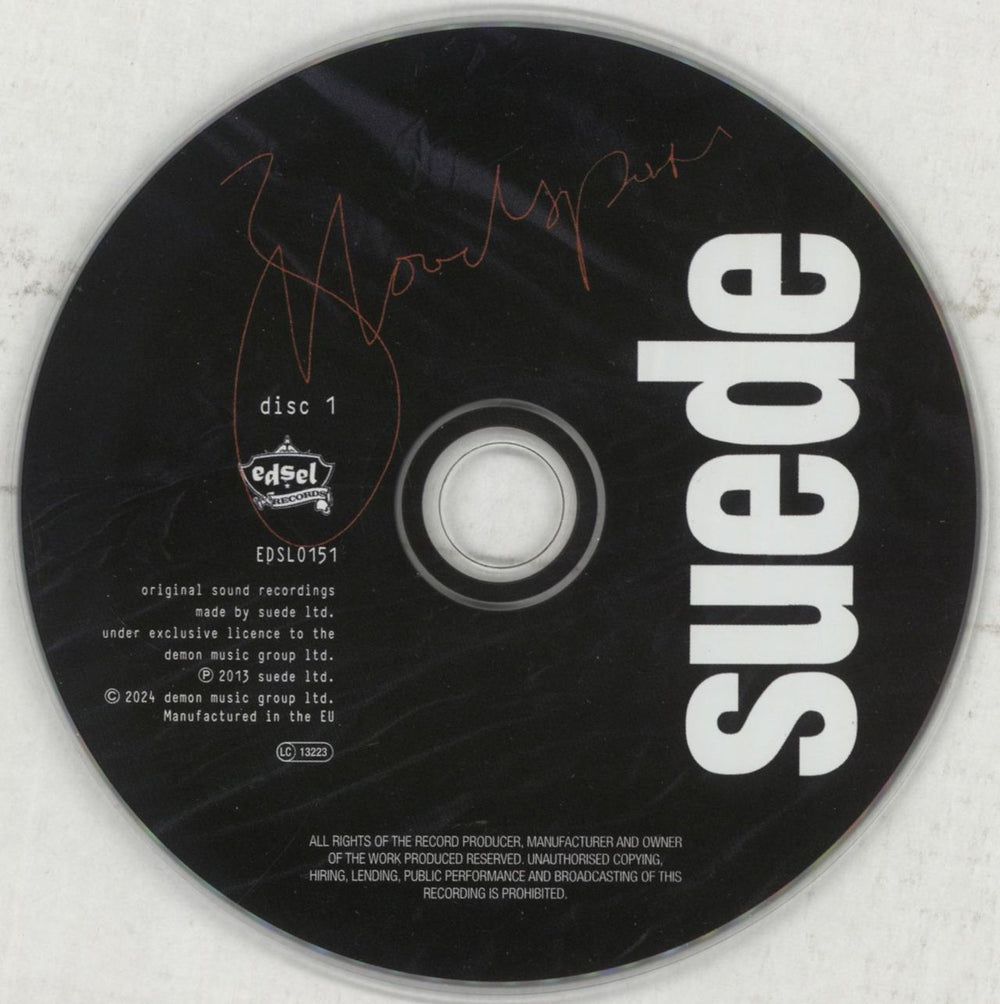 Bloodsports
suede
disc 1
edsel
RECORDS
EDSL0151
original sound recordings
made by suede ltd.
under exclusive licence to the
demon music group ltd.
℗ 2013 suede ltd.
© 2024 demon music group ltd.
Manufactured in the EU
LC 13223
ALL RIGHTS OF THE RECORD PRODUCER, MANUFACTURER AND OWNER
OF THE WORK PRODUCED RESERVED. UNAUTHORISED COPYING,
HIRING, LENDING, PUBLIC PERFORMANCE AND BROADCASTING OF THIS
RECORDING IS PROHIBITED.